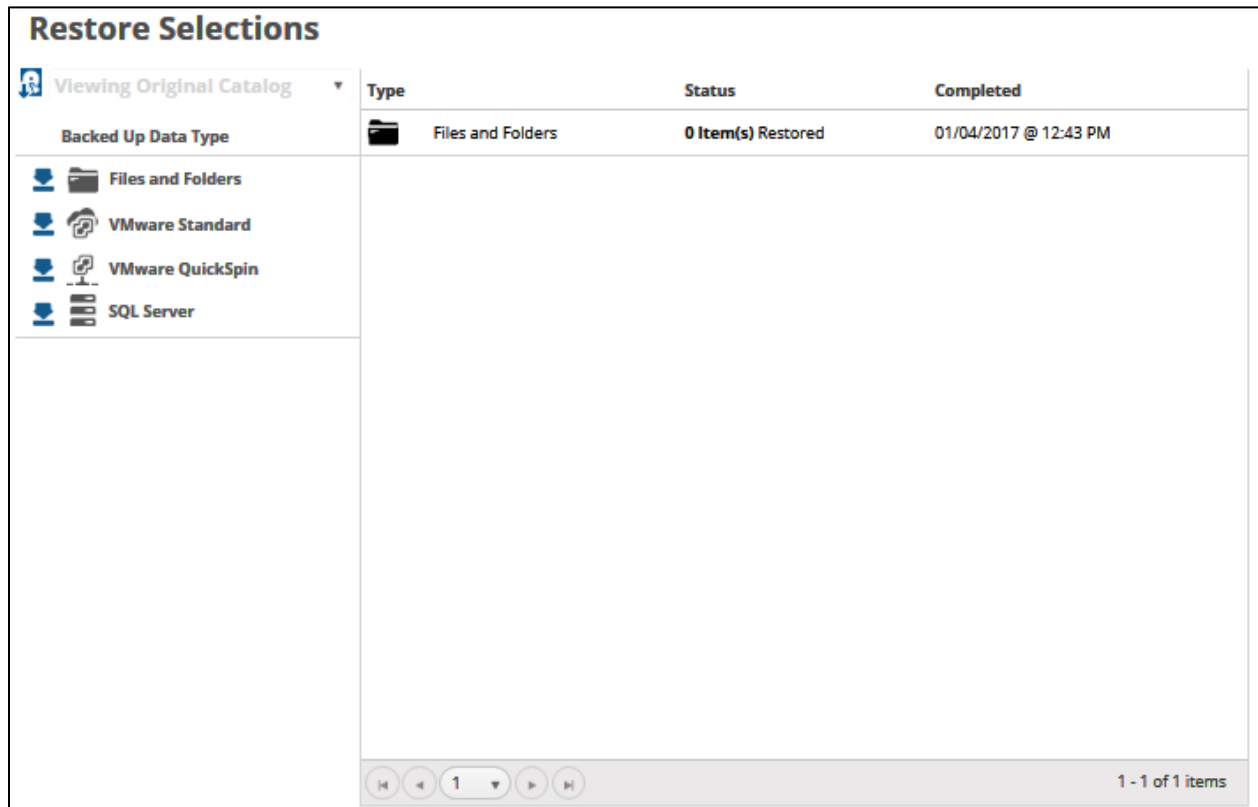 Restore Selections
Viewing Original Catalog
Type Status Completed
Backed Up Data Type
Files and Folders 0 Item(s) Restored 01/04/2017 @ 12:43 PM
Files and Folders
VMware Standard
VMware QuickSpin
SQL Server
1
1 - 1 of 1 items